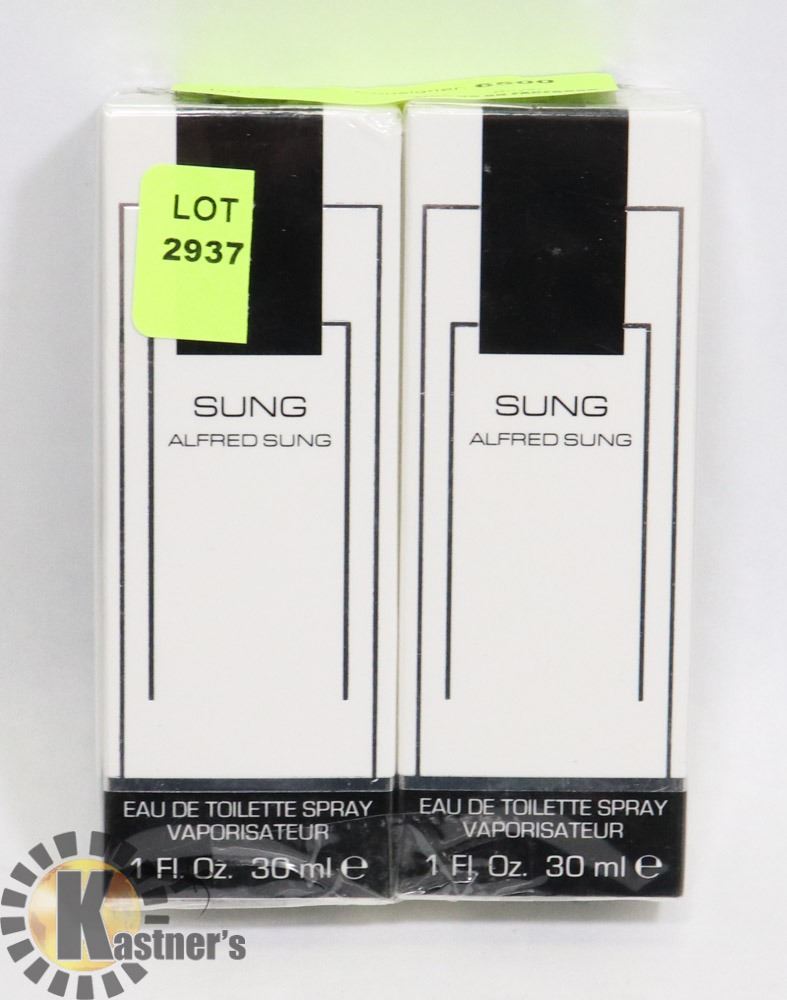 LOT
2937
SUNG
ALFRED SUNG
EAU DE TOILETTE SPRAY
VAPORISATEUR
1 Fl. Oz. 30 ml e
SUNG
ALFRED SUNG
EAU DE TOILETTE SPRAY
VAPORISATEUR
1 Fl. Oz. 30 ml e
Kastner's